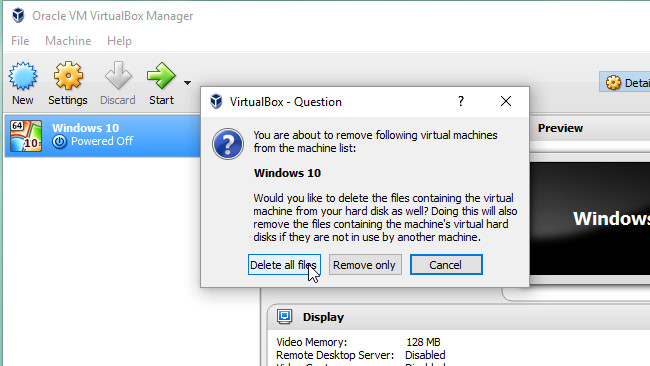 Oracle VM VirtualBox Manager
File Machine Help
New Settings Discard Start
Detai
64
10
Windows 10
Powered Off
VirtualBox - Question
?
You are about to remove following virtual machines
from the machine list:
Windows 10
Would you like to delete the files containing the virtual
machine from your hard disk as well? Doing this will also
remove the files containing the machine's virtual hard
disks if they are not in use by another machine.
Delete all files Remove only Cancel
Preview
Windows
Display
Video Memory: 128 MB
Remote Desktop Server: Disabled